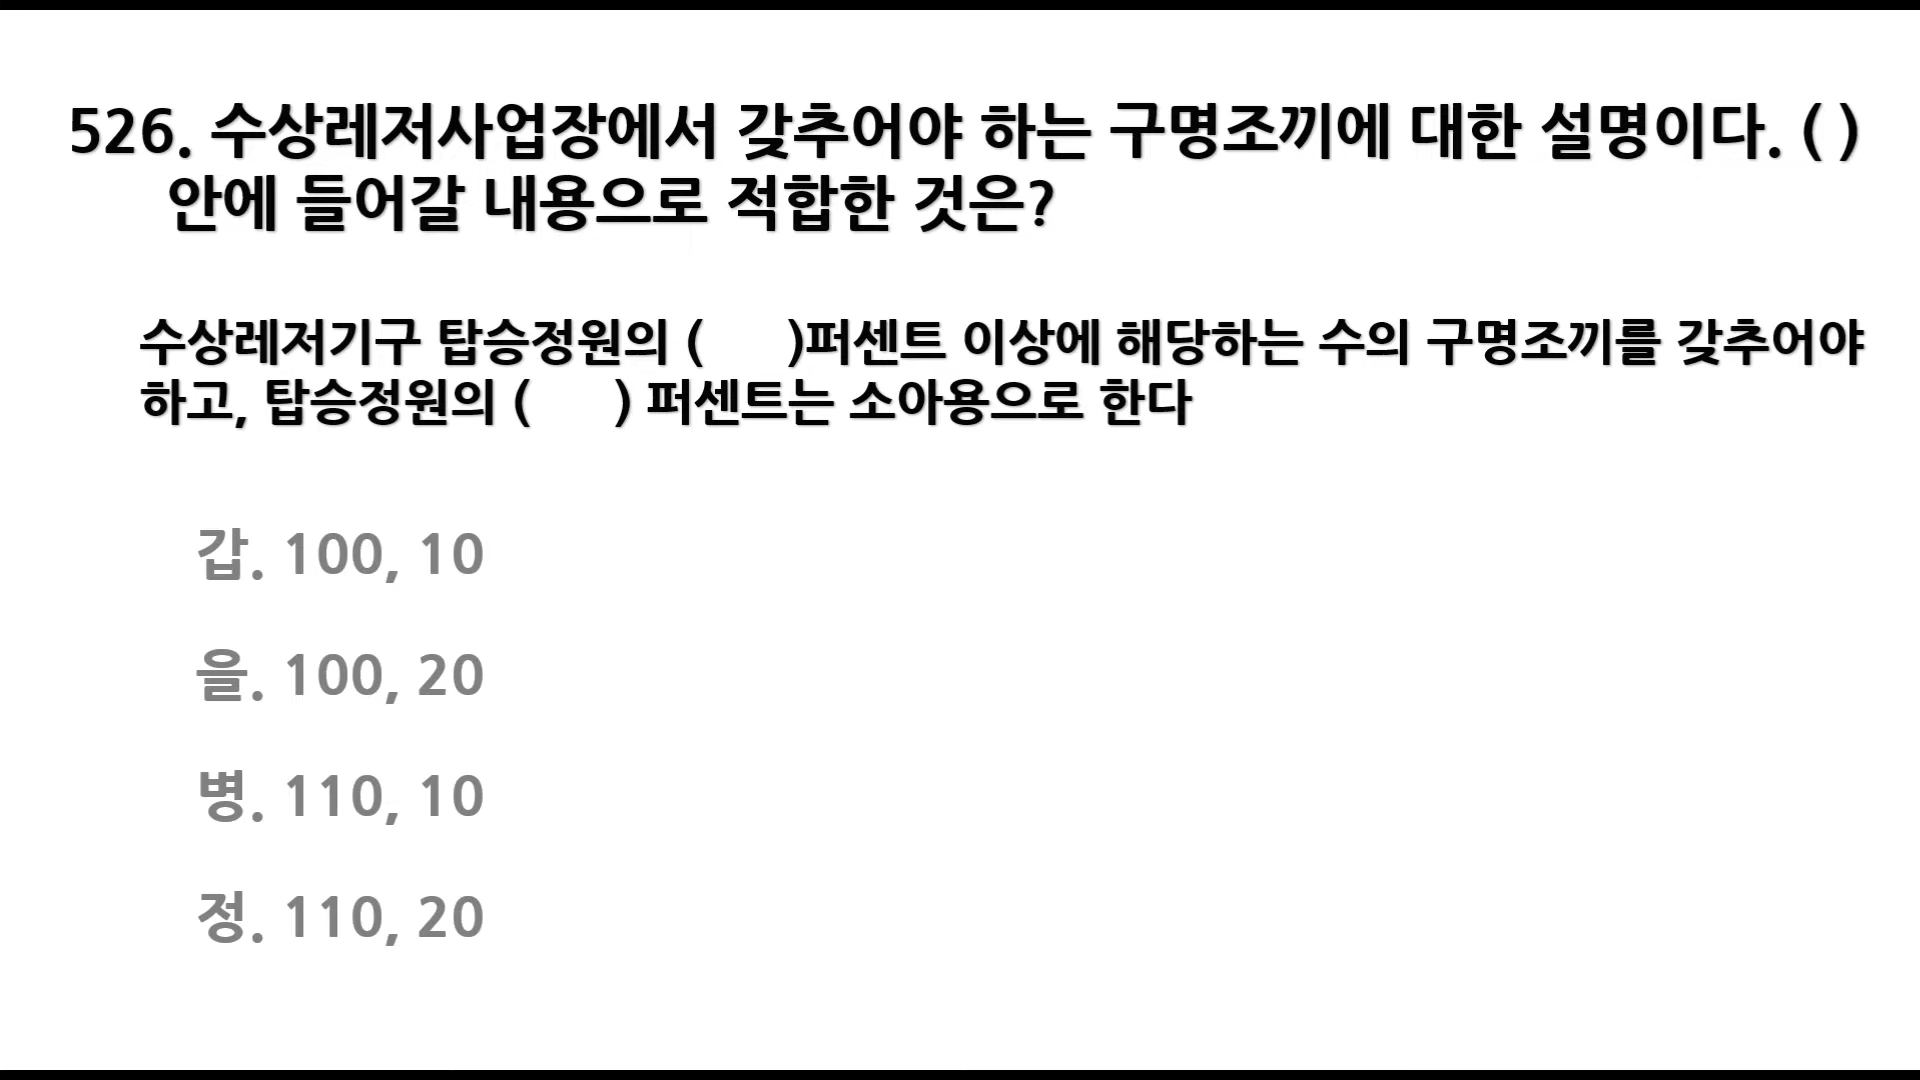 526. 수상레저사업장에서 갖추어야 하는 구명조끼에 대한 설명이다. ( )
안에 들어갈 내용으로 적합한 것은?
수상레저기구 탑승정원의 (     )퍼센트 이상에 해당하는 수의 구명조끼를 갖추어야
하고, 탑승정원의 (     ) 퍼센트는 소아용으로 한다
갑. 100, 10
을. 100, 20
병. 110, 10
정. 110, 20